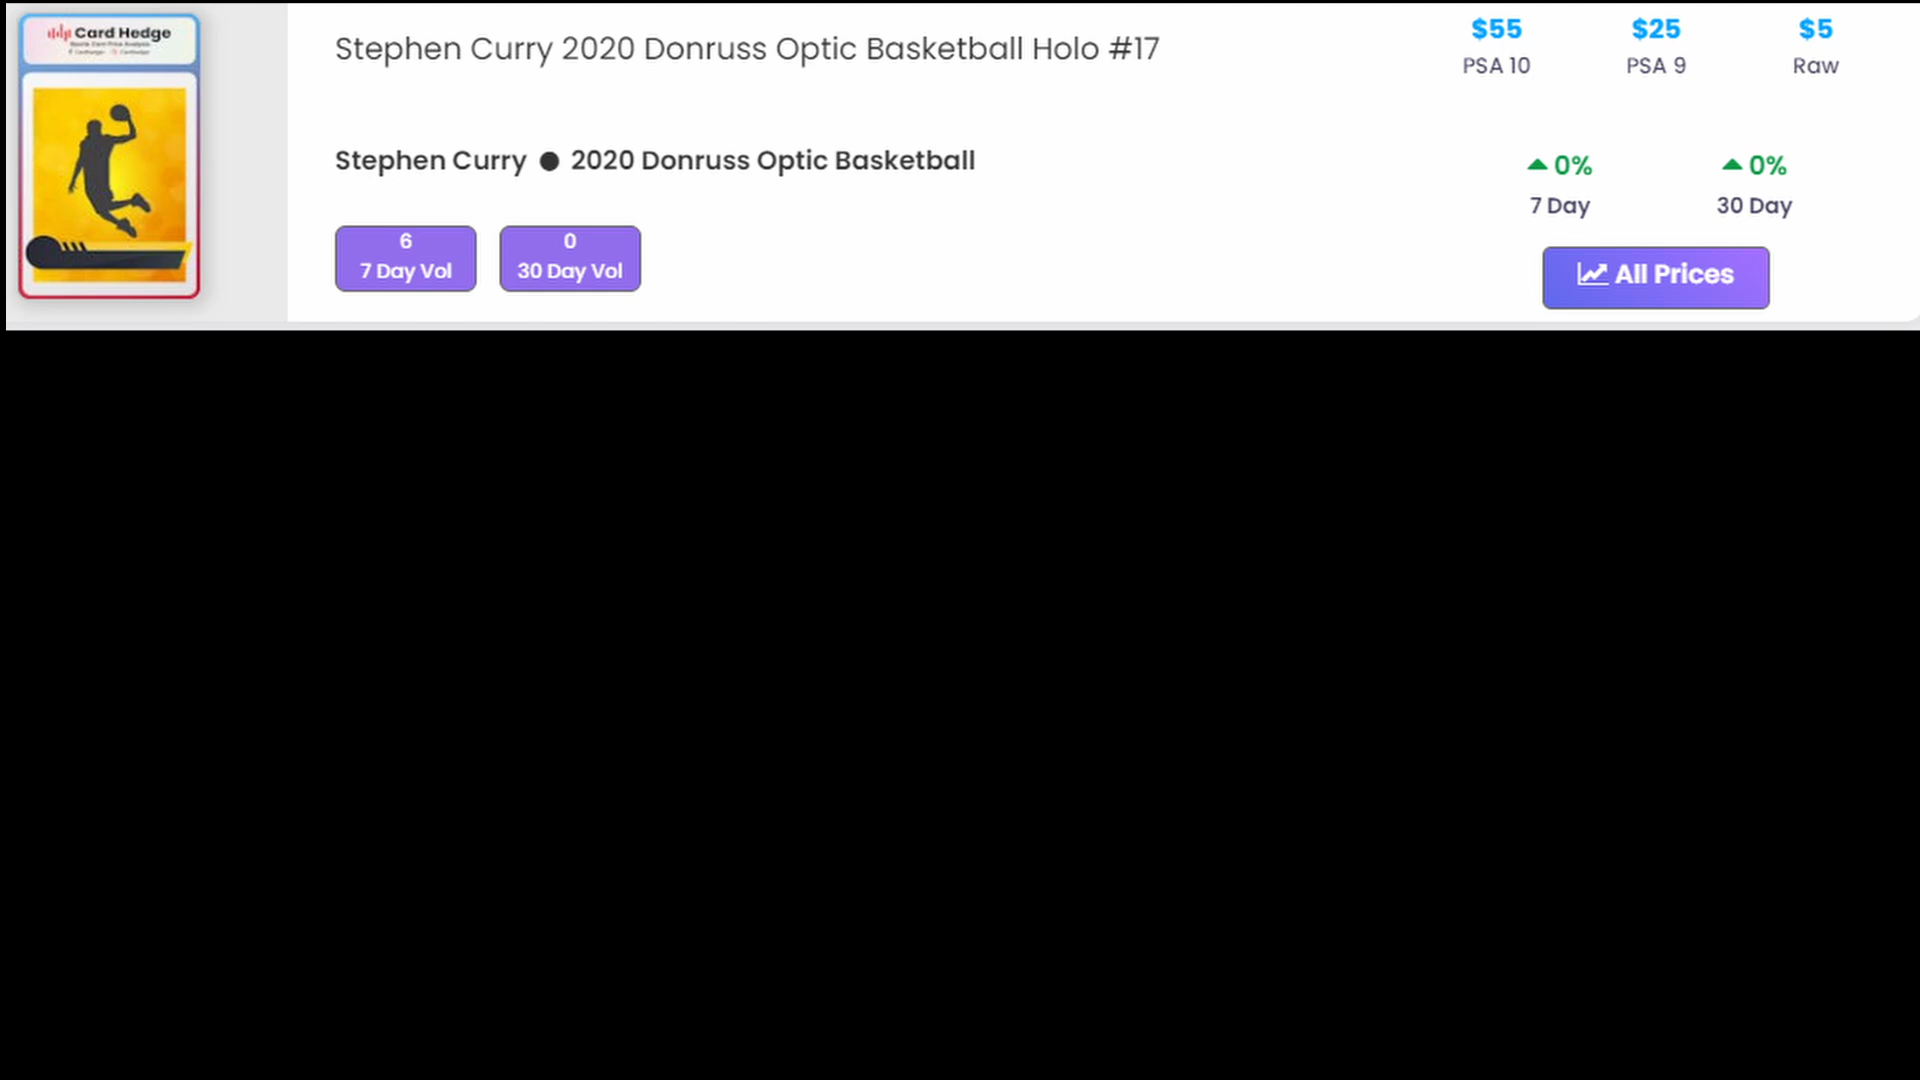 Card Hedge
Stephen Curry 2020 Donruss Optic Basketball Holo #17
$55
PSA 10
$25
PSA 9
$5
Raw
Stephen Curry ● 2020 Donruss Optic Basketball
0%
7 Day
0%
30 Day
6
7 Day Vol
0
30 Day Vol
All Prices